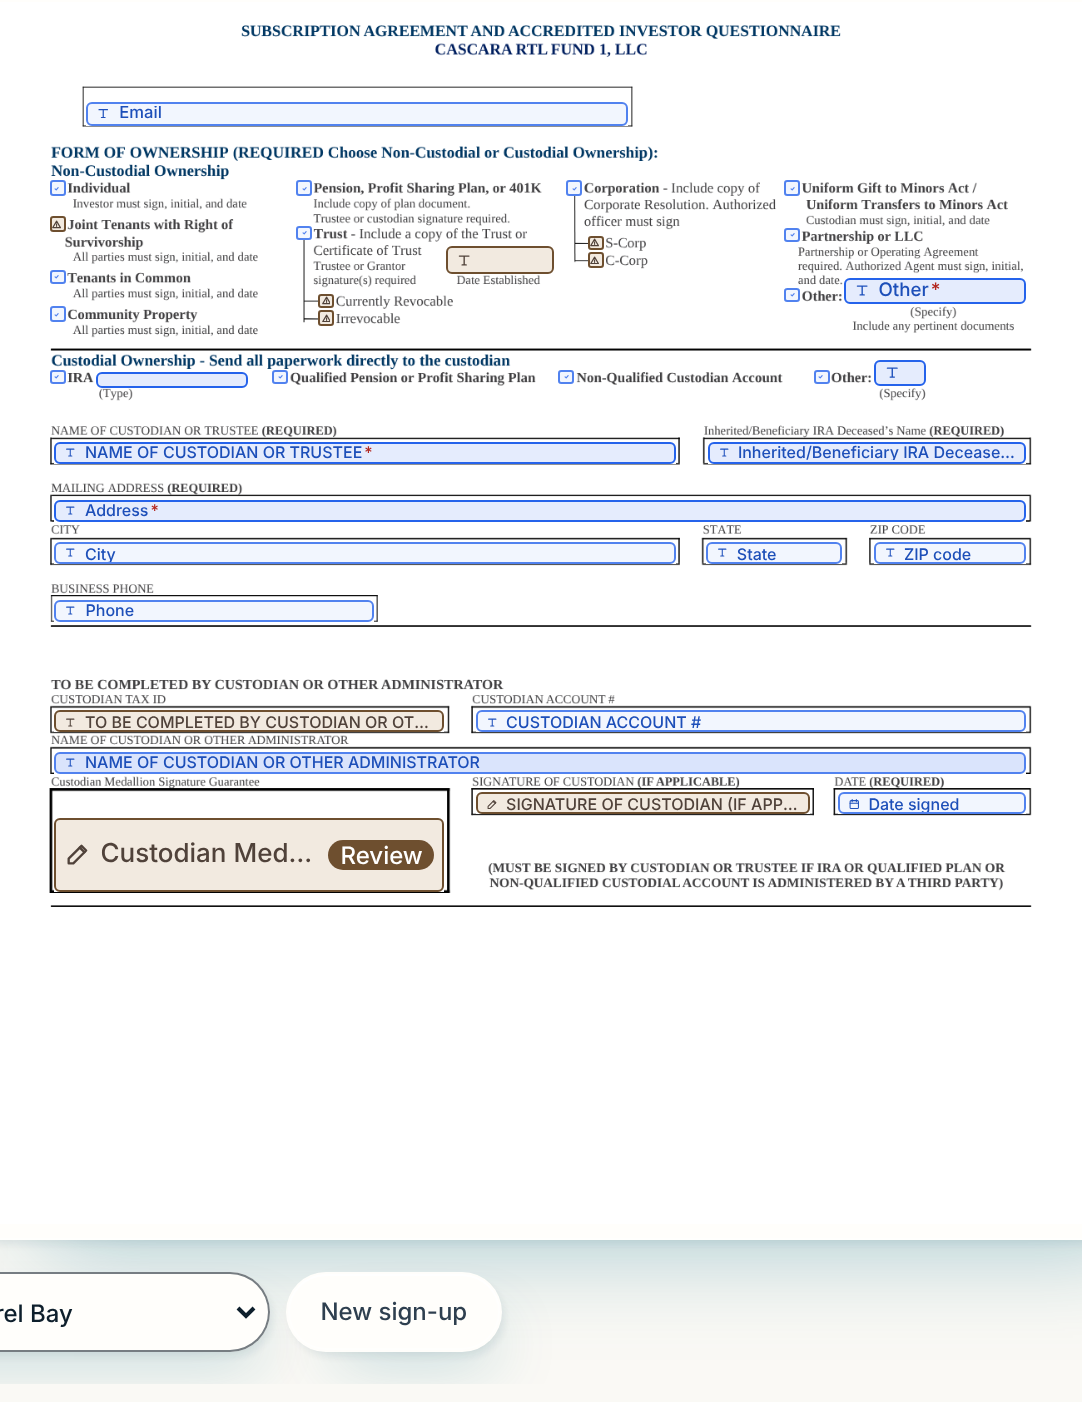 SUBSCRIPTION AGREEMENT AND ACCREDITED INVESTOR QUESTIONNAIRE
CASCARA RTL FUND 1, LLC
Email
FORM OF OWNERSHIP (REQUIRED Choose Non-Custodial or Custodial Ownership):
Non-Custodial Ownership
Individual
Investor must sign, initial, and date
Joint Tenants with Right of
Survivorship
All parties must sign, initial, and date
Tenants in Common
All parties must sign, initial, and date
Community Property
All parties must sign, initial, and date
Pension, Profit Sharing Plan, or 401K
Include copy of plan document.
Trustee or custodial signature required.
Trust - Include a copy of the Trust or
Certificate of Trust
Trustee or Grantor
signature(s) required
Date Established
Currently Revocable
Irrevocable
Corporation - Include copy of
Corporate Resolution. Authorized
officer must sign
S-Corp
C-Corp
Uniform Gift to Minors Act /
Uniform Transfers to Minors Act
Custodian must sign, initial, and date
Partnership or LLC
Partnership or Operating Agreement
required. Authorized Agent must sign, initial,
and date.
Other: Other*
(Specify)
Include any pertinent documents
Custodial Ownership - Send all paperwork directly to the custodian
IRA
(Type)
Qualified Pension or Profit Sharing Plan
Non-Qualified Custodian Account
Other:
(Specify)
NAME OF CUSTODIAN OR TRUSTEE (REQUIRED)
NAME OF CUSTODIAN OR TRUSTEE*
Inherited/Beneficiary IRA Deceased's Name (REQUIRED)
Inherited/Beneficiary IRA Decease...
MAILING ADDRESS (REQUIRED)
Address*
CITY
City
STATE
State
ZIP CODE
ZIP code
BUSINESS PHONE
Phone
TO BE COMPLETED BY CUSTODIAN OR OTHER ADMINISTRATOR
CUSTODIAN TAX ID
TO BE COMPLETED BY CUSTODIAN OR OT...
CUSTODIAN ACCOUNT #
CUSTODIAN ACCOUNT #
NAME OF CUSTODIAN OR OTHER ADMINISTRATOR
NAME OF CUSTODIAN OR OTHER ADMINISTRATOR
Custodian Medallion Signature Guarantee
Custodian Med... Review
SIGNATURE OF CUSTODIAN (IF APPLICABLE)
SIGNATURE OF CUSTODIAN (IF APP...
DATE (REQUIRED)
Date signed
(MUST BE SIGNED BY CUSTODIAN OR TRUSTEE IF IRA OR QUALIFIED PLAN OR
NON-QUALIFIED CUSTODIAL ACCOUNT IS ADMINISTERED BY A THIRD PARTY)
rel Bay
New sign-up